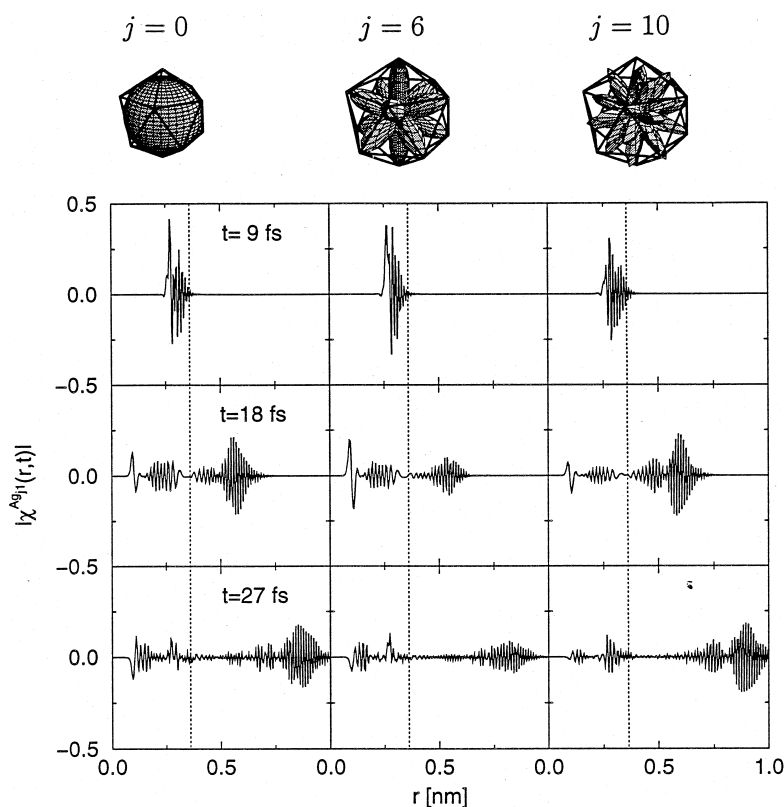 j = 0 j = 6 j = 10
0.5
t= 9 fs
0.0
−0.5
t=18 fs
0.0
−0.5
t=27 fs
0.0
−0.5
0.0 0.5 0.0 0.5 0.0 0.5 1.0
r [nm]
|χ^Ag_j1(r,t)|